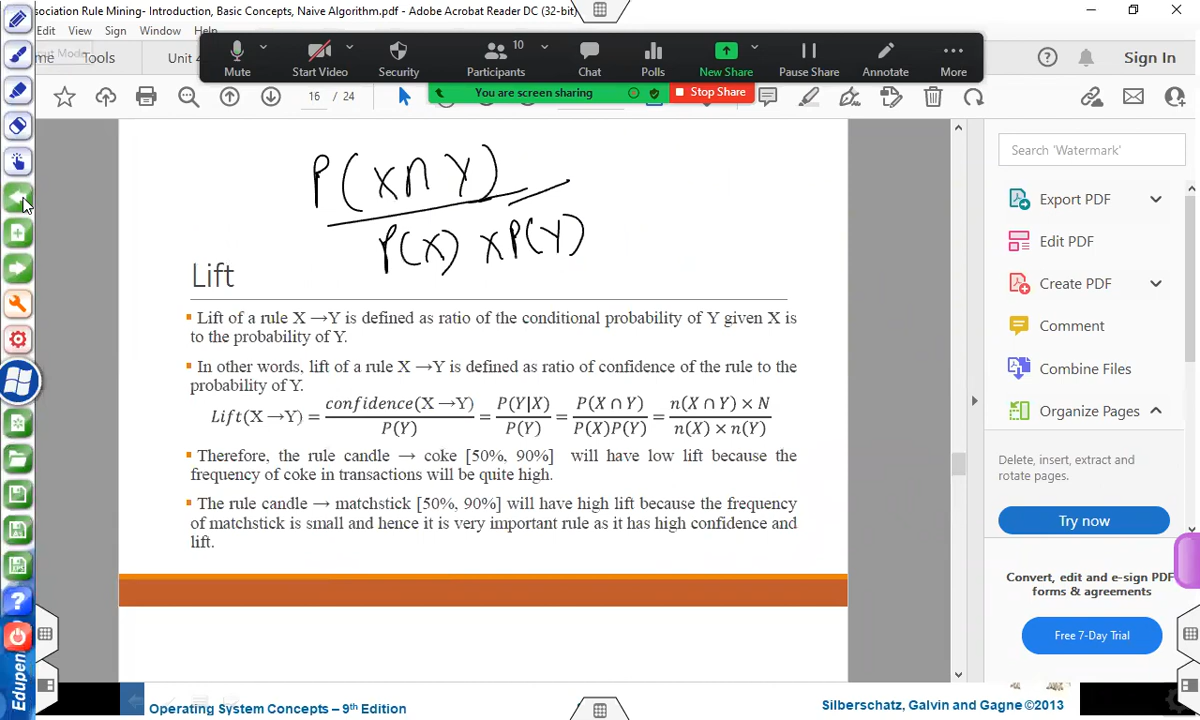 sociation Rule Mining- Introduction, Basic Concepts, Naive Algorithm.pdf - Adobe Acrobat Reader DC (32-bit)
Edit View Sign Window
Tools Unit 4
Mute Start Video Security Participants 10 Chat Polls New Share Pause Share Annotate More
Sign In
You are screen sharing Stop Share
16 / 24
P(X∩Y)
P(X) x P(Y)
Lift
Lift of a rule X →Y is defined as ratio of the conditional probability of Y given X is
to the probability of Y.
In other words, lift of a rule X →Y is defined as ratio of confidence of the rule to the
probability of Y.
Lift(X →Y) = confidence(X →Y) / P(Y) = P(Y|X) / P(Y) = P(X ∩ Y) / P(X)P(Y) = n(X ∩ Y) × N / n(X) × n(Y)
Therefore, the rule candle → coke [50%, 90%] will have low lift because the
frequency of coke in transactions will be quite high.
The rule candle → matchstick [50%, 90%] will have high lift because the frequency
of matchstick is small and hence it is very important rule as it has high confidence and
lift.
Search 'Watermark'
Export PDF
Edit PDF
Create PDF
Comment
Combine Files
Organize Pages
Delete, insert, extract and
rotate pages.
Try now
Convert, edit and e-sign PDF
forms & agreements
Free 7-Day Trial
Edupen
Operating System Concepts – 9th Edition
Silberschatz, Galvin and Gagne ©2013